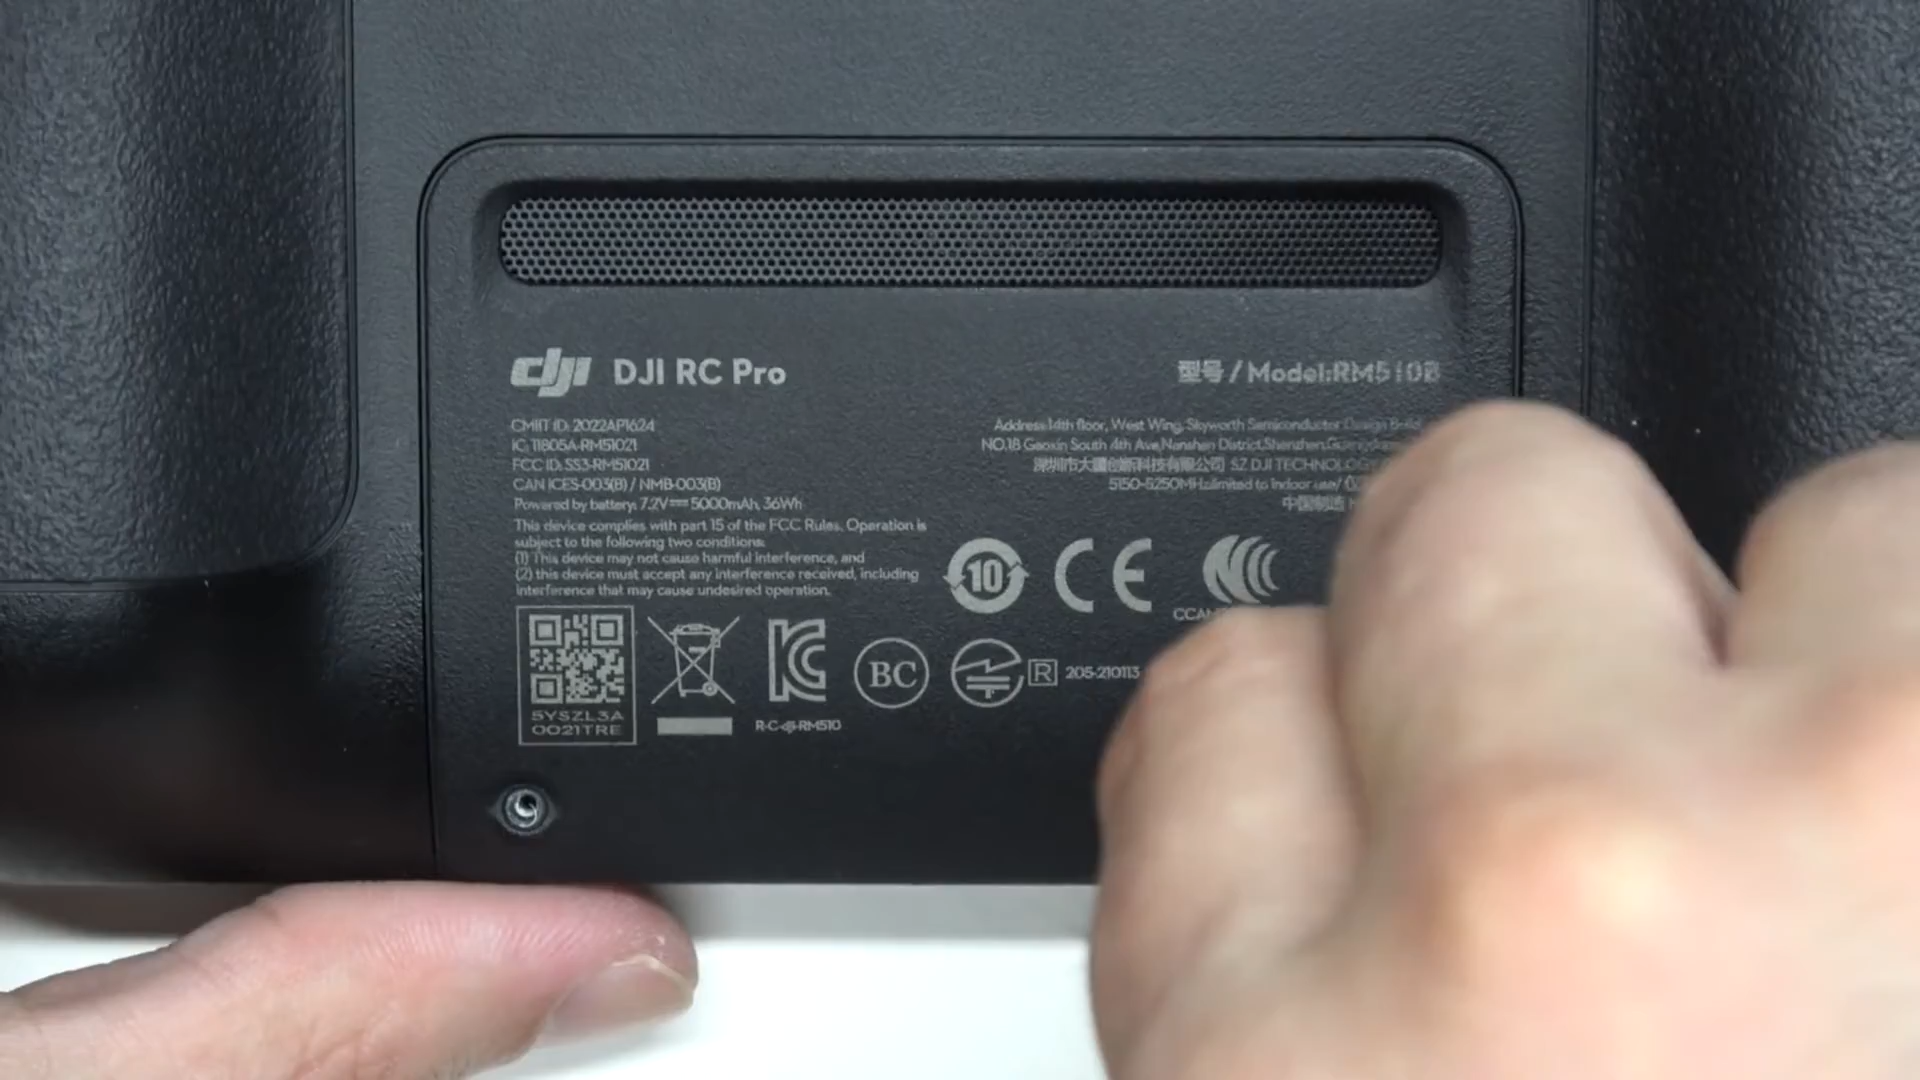 dji DJI RC Pro
型号 / Model:RM510B
CMIIT ID: 2022AP1624
IC: 11805A-RM51021
FCC ID: SS3-RM51021
CAN ICES-003(B) / NMB-003(B)
Powered by battery: 7.2V⎓5000mAh, 36Wh
This device complies with part 15 of the FCC Rules. Operation is
subject to the following two conditions:
(1) This device may not cause harmful interference, and
(2) this device must accept any interference received, including
interference that may cause undesired operation.
Address:14th floor, West Wing, Skyworth Semiconductor Design
NO.18 Gaoxin South 4th Ave,Nanshan District,Shenzhen,
深圳市大疆创新科技有限公司 SZ DJI
5150-5250MHz:limited to indoor use/
中国制造
10
CE
5YSZL3A
0021TRE
R-C-dji-RM510
BC
R 205-210113